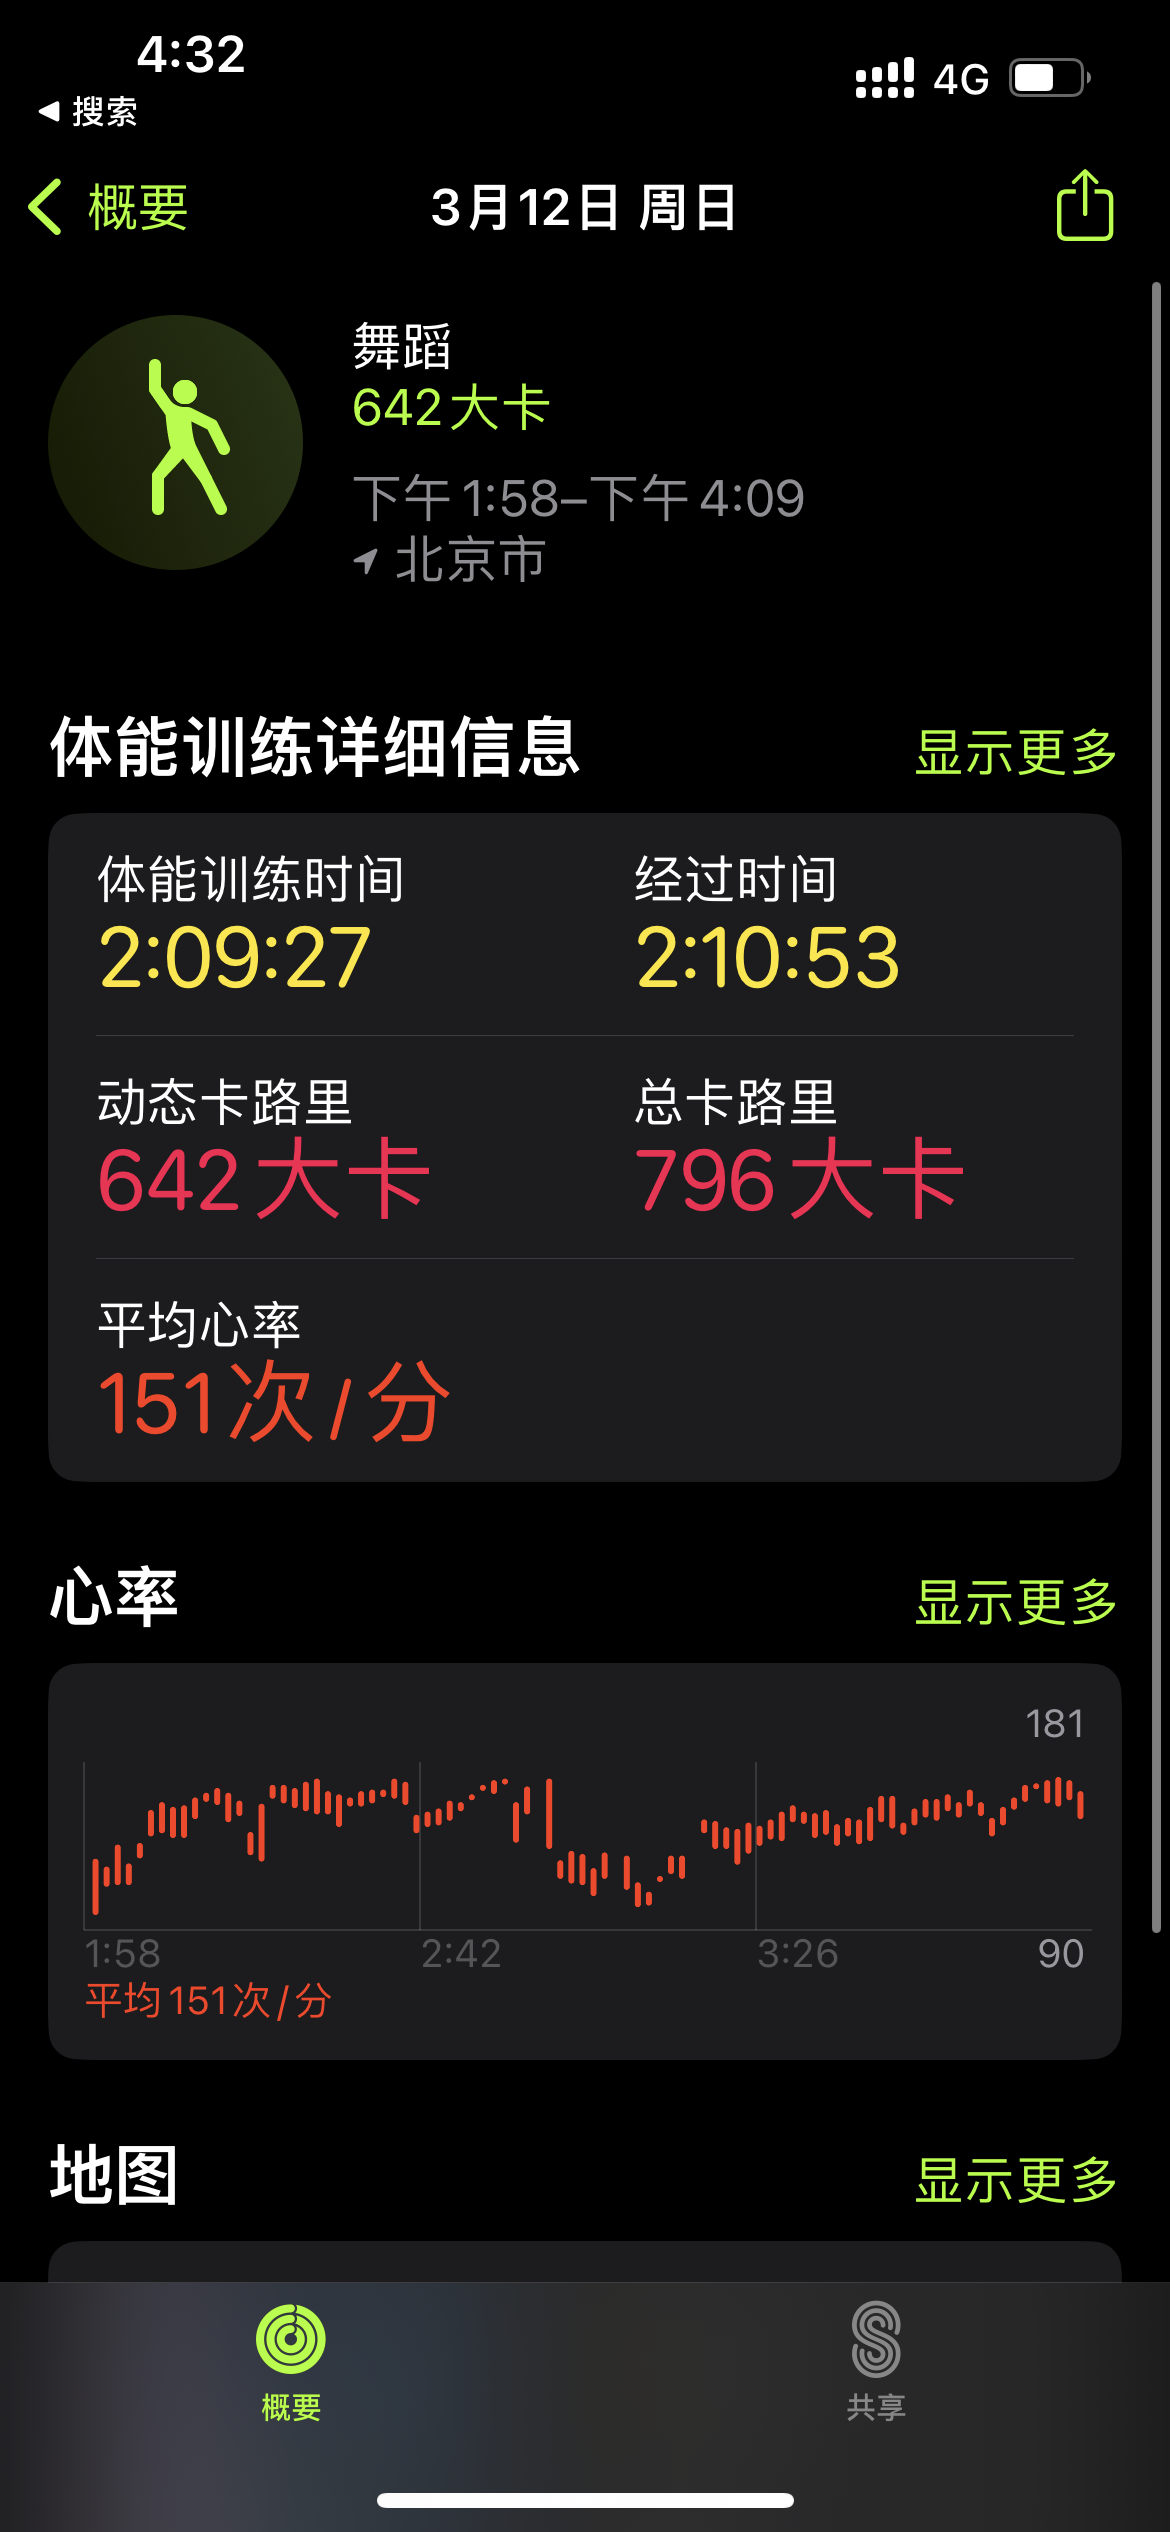 4:32
4G
搜索
概要
3月12日 周日
舞蹈
642大卡
下午 1:58–下午 4:09
北京市
体能训练详细信息
显示更多
体能训练时间
经过时间
2:09:27
2:10:53
动态卡路里
总卡路里
642大卡
796大卡
平均心率
151次/分
心率
显示更多
181
1:58
2:42
3:26
90
平均 151次/分
地图
显示更多
概要
共享